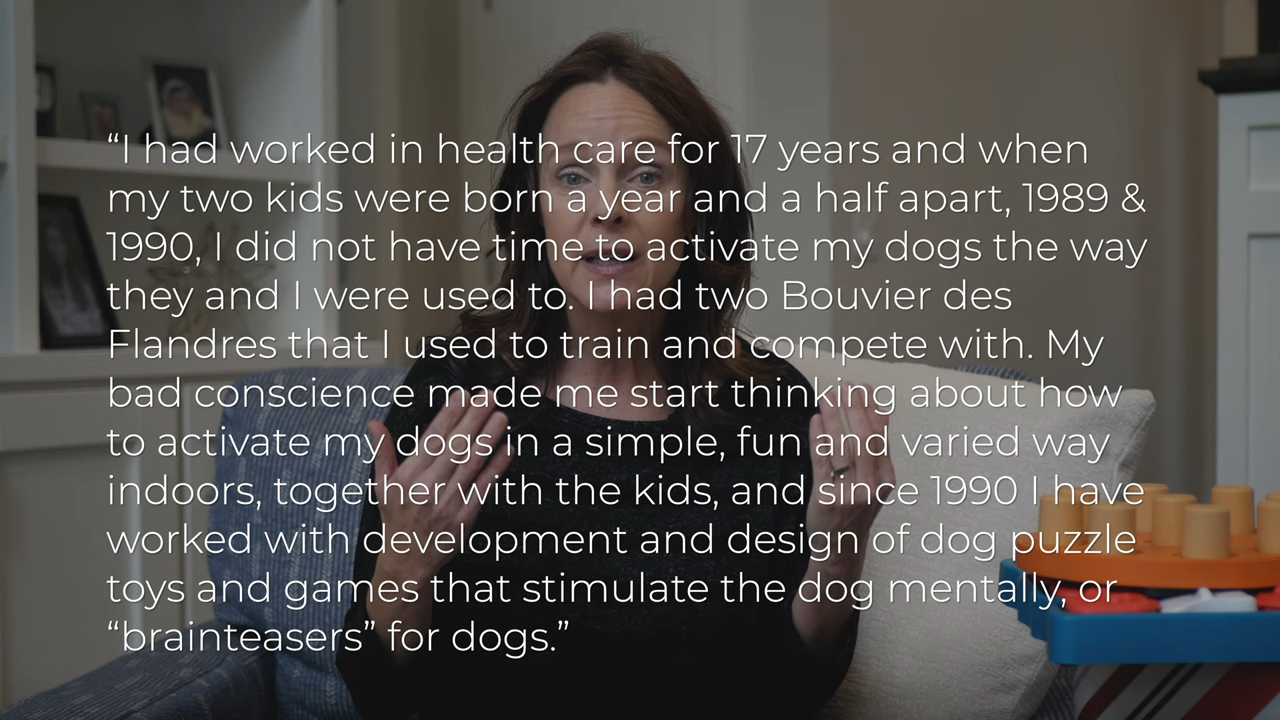 “I had worked in health care for 17 years and when
my two kids were born a year and a half apart, 1989 &
1990, I did not have time to activate my dogs the way
they and I were used to. I had two Bouvier des
Flandres that I used to train and compete with. My
bad conscience made me start thinking about how
to activate my dogs in a simple, fun and varied way
indoors, together with the kids, and since 1990 I have
worked with development and design of dog puzzle
toys and games that stimulate the dog mentally, or
“brainteasers” for dogs.”